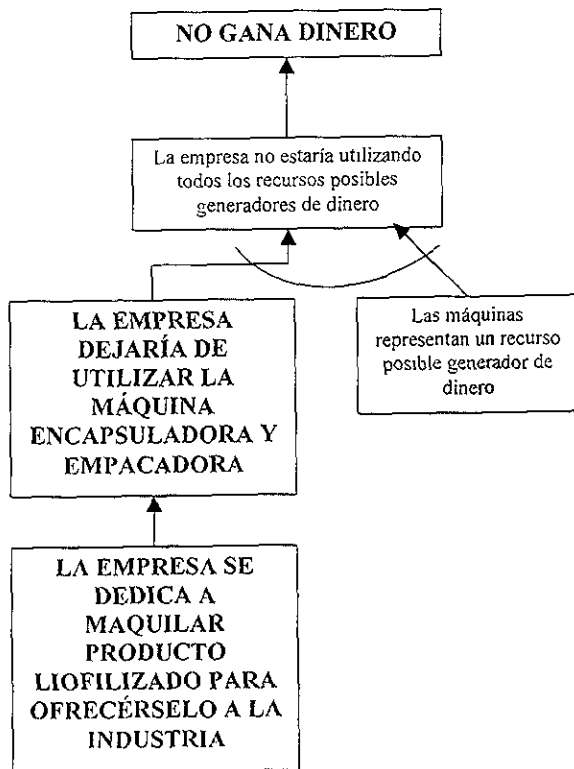 NO GANA DINERO
La empresa no estaría utilizando
todos los recursos posibles
generadores de dinero
LA EMPRESA
DEJARÍA DE
UTILIZAR LA
MÁQUINA
ENCAPSULADORA Y
EMPACADORA
Las máquinas
representan un recurso
posible generador de
dinero
LA EMPRESA SE
DEDICA A
MAQUILAR
PRODUCTO
LIOFILIZADO PARA
OFRECÉRSELO A LA
INDUSTRIA